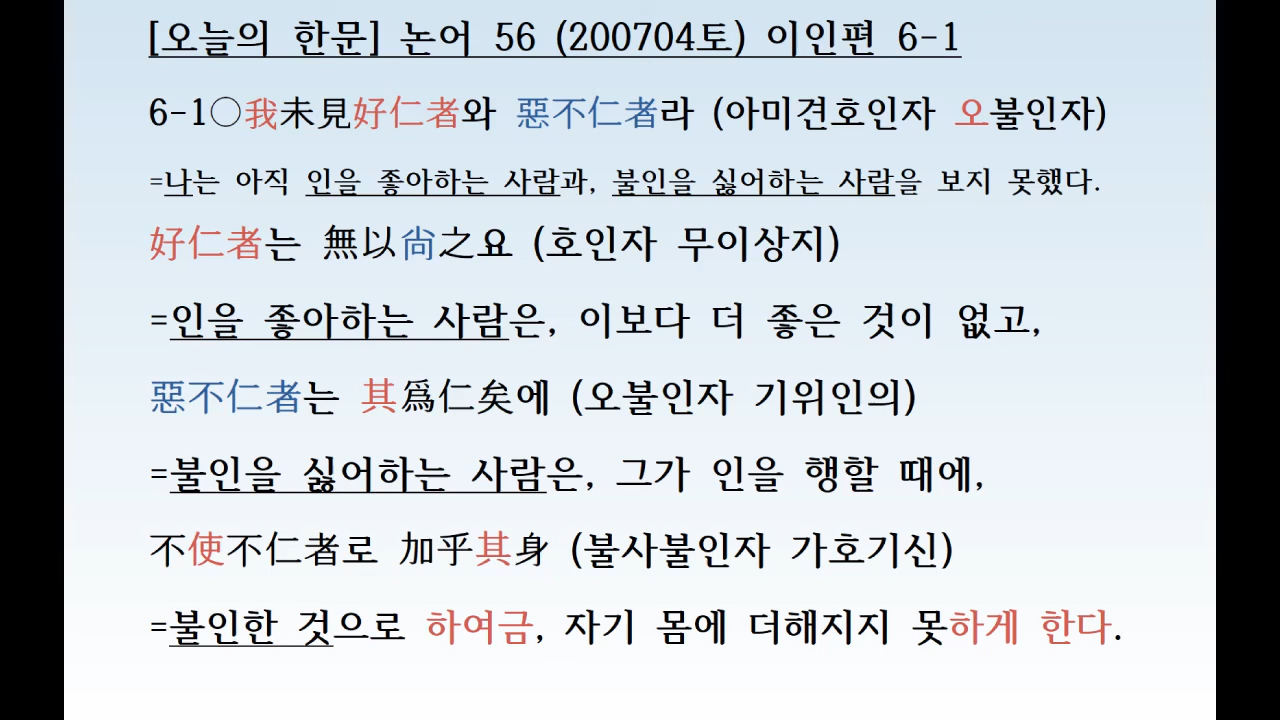 [오늘의 한문] 논어 56 (200704토) 이인편 6-1
6-1○我未見好仁者와 惡不仁者라 (아미견호인자 오불인자)
=나는 아직 인을 좋아하는 사람과, 불인을 싫어하는 사람을 보지 못했다.
好仁者는 無以尙之요 (호인자 무이상지)
=인을 좋아하는 사람은, 이보다 더 좋은 것이 없고,
惡不仁者는 其爲仁矣에 (오불인자 기위인의)
=불인을 싫어하는 사람은, 그가 인을 행할 때에,
不使不仁者로 加乎其身 (불사불인자 가호기신)
=불인한 것으로 하여금, 자기 몸에 더해지지 못하게 한다.